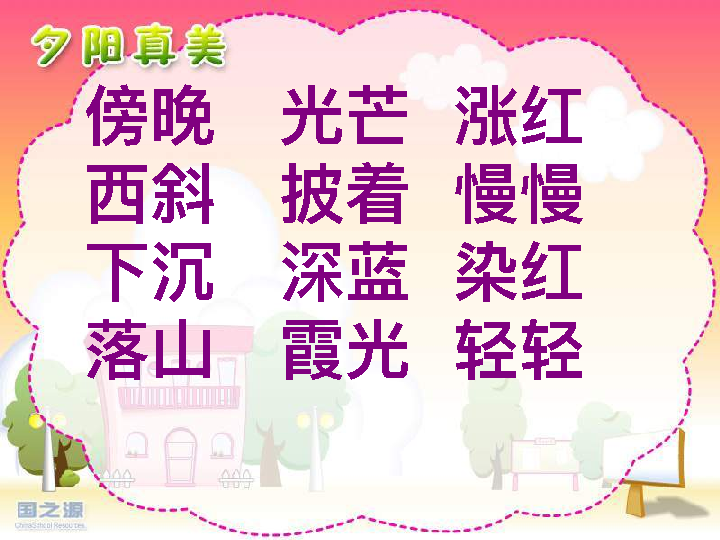 夕阳真美
傍晚 光芒 涨红
西斜 披着 慢慢
下沉 深蓝 染红
落山 霞光 轻轻
国之源
ChinaSchool Resources